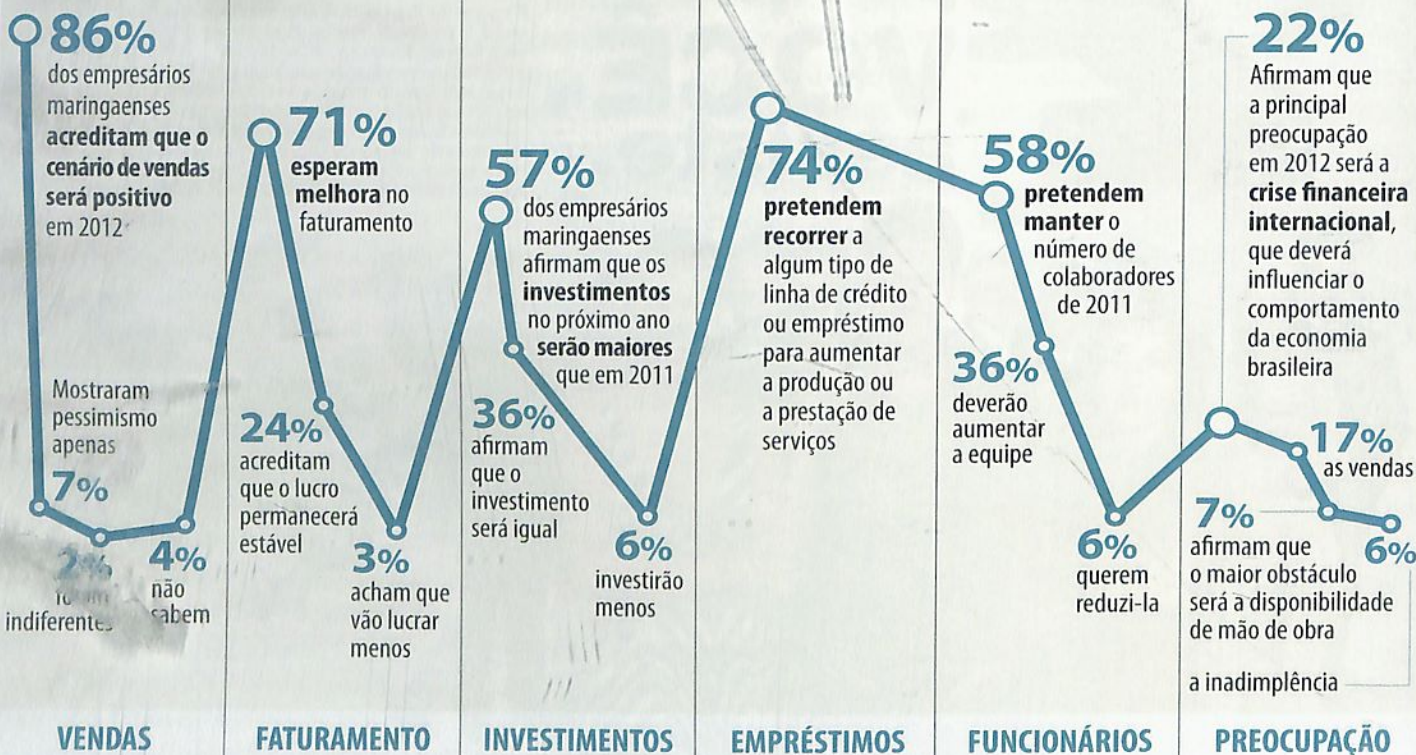 86%
dos empresários
maringaenses
acreditam que o
cenário de vendas
será positivo
em 2012
Mostraram
pessimismo
apenas
7%
2%
indiferentes
4%
não
sabem
VENDAS
71%
esperam
melhora no
faturamento
24%
acreditam
que o lucro
permanecerá
estável
3%
acham que
vão lucrar
menos
FATURAMENTO
57%
dos empresários
maringaenses
afirmam que os
investimentos
no próximo ano
serão maiores
que em 2011
36%
afirmam
que o
investimento
será igual
6%
investirão
menos
INVESTIMENTOS
74%
pretendem
recorrer a
algum tipo de
linha de crédito
ou empréstimo
para aumentar
a produção ou
a prestação de
serviços
EMPRÉSTIMOS
58%
pretendem
manter o
número de
colaboradores
de 2011
36%
deverão
aumentar
a equipe
6%
querem
reduzi-la
FUNCIONÁRIOS
22%
Afirmam que
a principal
preocupação
em 2012 será a
crise financeira
internacional,
que deverá
influenciar o
comportamento
da economia
brasileira
17%
as vendas
7%
afirmam que
o maior obstáculo
será a disponibilidade
de mão de obra
6%
a inadimplência
PREOCUPAÇÃO